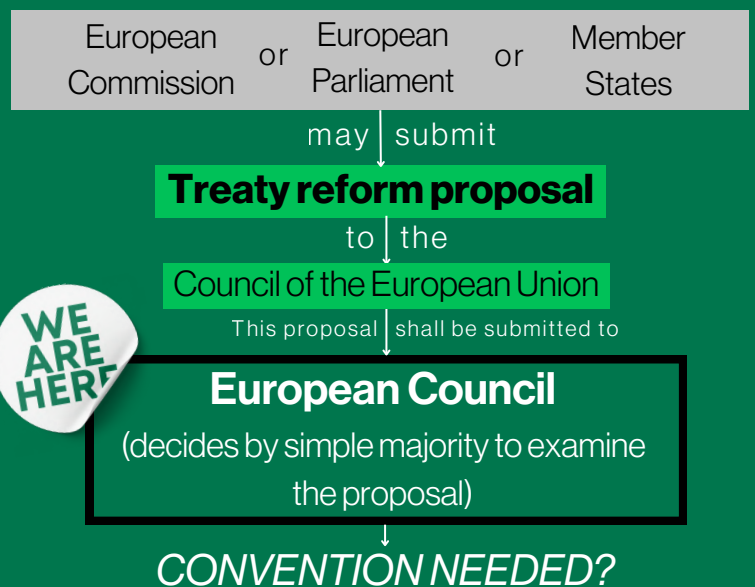 European Commission or European Parliament or Member States
may submit
Treaty reform proposal
to the
Council of the European Union
This proposal shall be submitted to
WE
ARE
HERE
European Council
(decides by simple majority to examine
the proposal)
CONVENTION NEEDED?